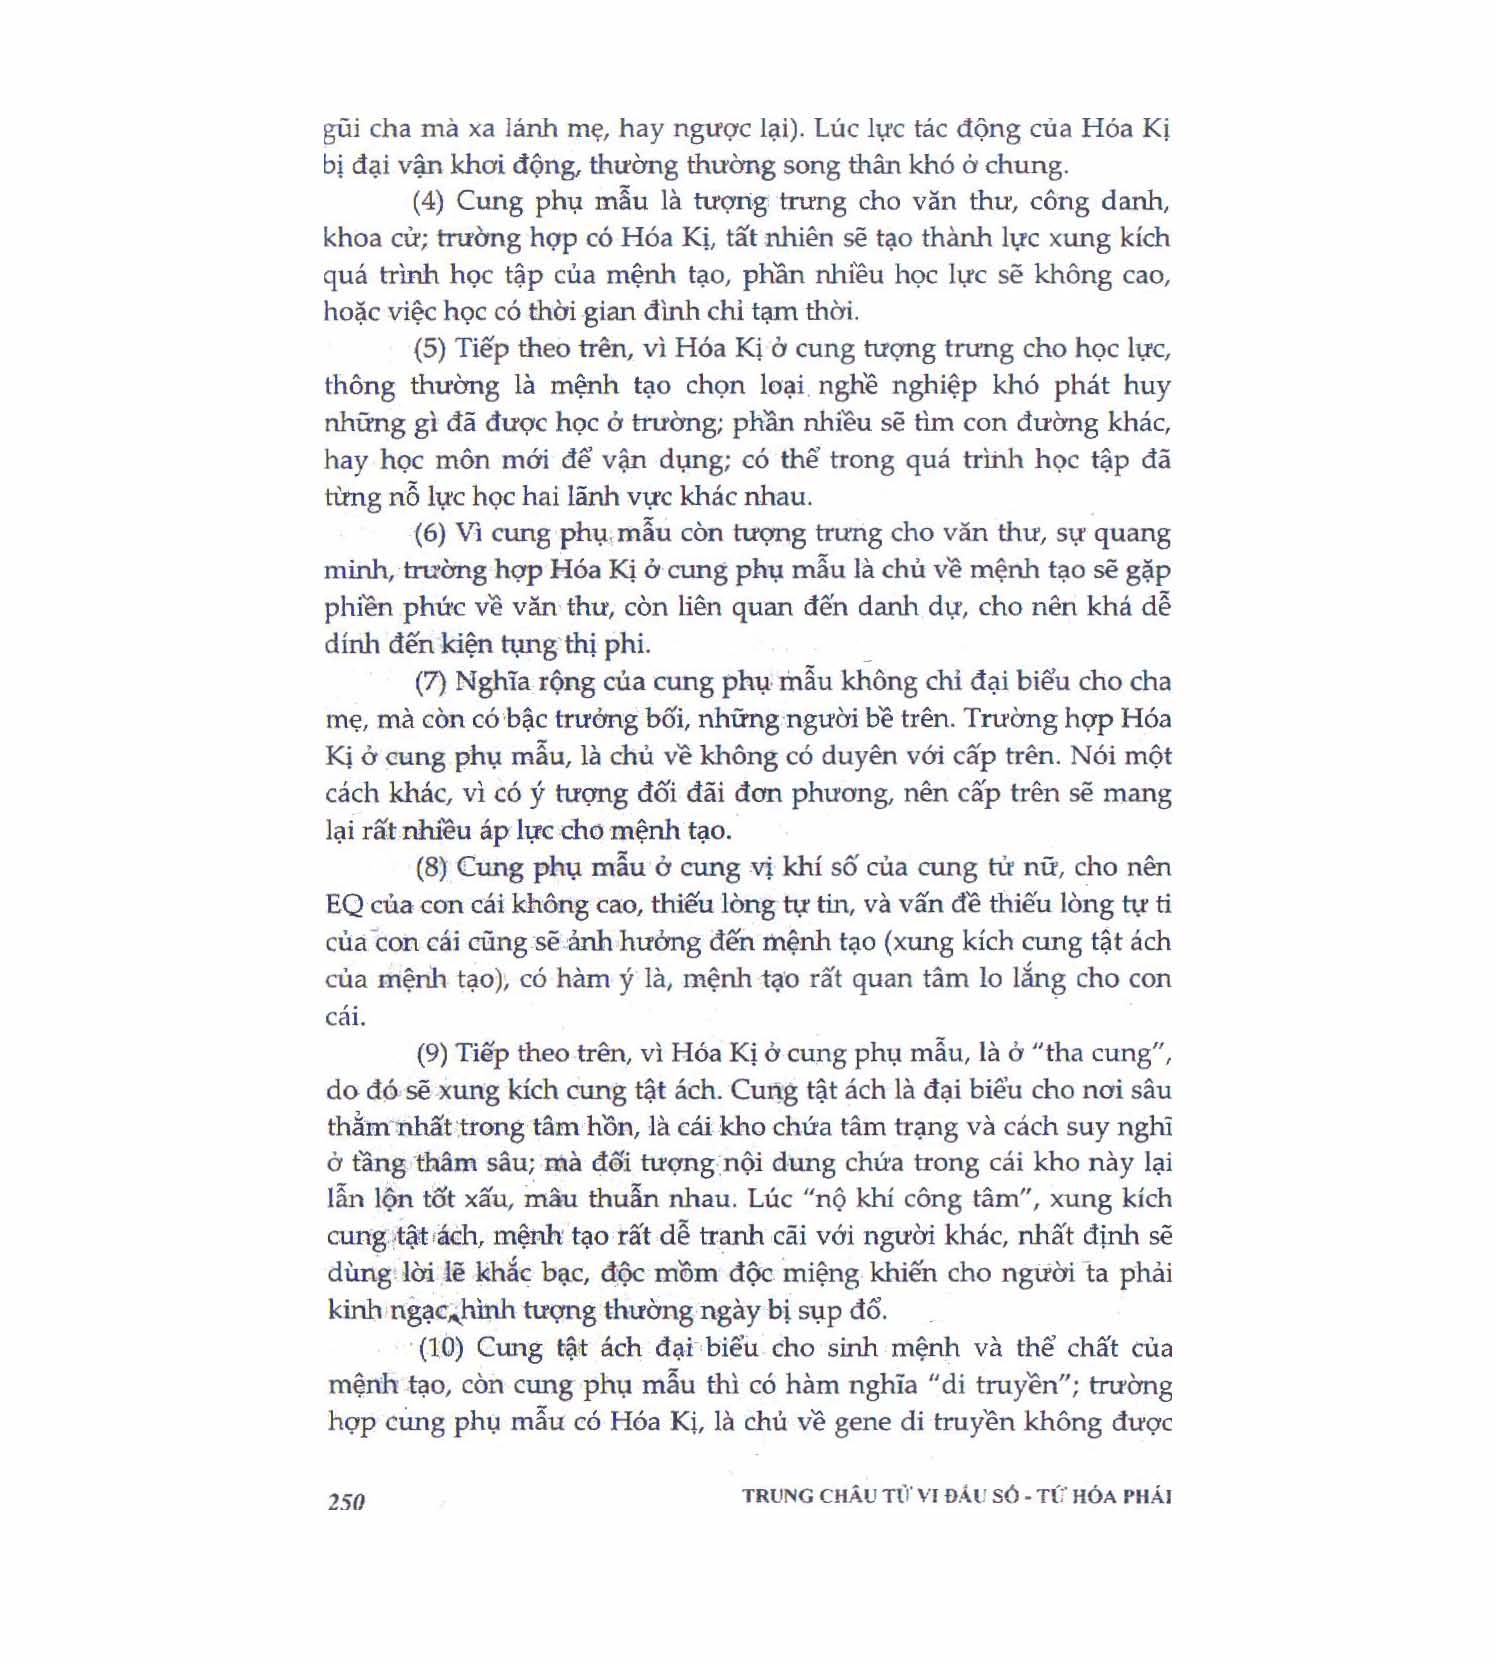 gũi cha mà xa lánh mẹ, hay ngược lại). Lúc lực tác động của Hóa Kị
bị đại vận khơi động, thường thường song thân khó ở chung.
(4) Cung phụ mẫu là tượng trưng cho văn thư, công danh,
khoa cử; trường hợp có Hóa Kị, tất nhiên sẽ tạo thành lực xung kích
quá trình học tập của mệnh tạo, phần nhiều học lực sẽ không cao,
hoặc việc học có thời gian đình chỉ tạm thời.
(5) Tiếp theo trên, vì Hóa Kị ở cung tượng trưng cho học lực,
thông thường là mệnh tạo chọn loại nghề nghiệp khó phát huy
những gì đã được học ở trường; phần nhiều sẽ tìm con đường khác,
hay học môn mới để vận dụng; có thể trong quá trình học tập đã
từng nỗ lực học hai lãnh vực khác nhau.
(6) Vì cung phụ mẫu còn tượng trưng cho văn thư, sự quang
minh, trường hợp Hóa Kị ở cung phụ mẫu là chủ về mệnh tạo sẽ gặp
phiền phức về văn thư, còn liên quan đến danh dự, cho nên khá dễ
dính đến kiện tụng thị phi.
(7) Nghĩa rộng của cung phụ mẫu không chỉ đại biểu cho cha
mẹ, mà còn có bậc trưởng bối, những người bề trên. Trường hợp Hóa
Kị ở cung phụ mẫu, là chủ về không có duyên với cấp trên. Nói một
cách khác, vì có ý tượng đối đãi đơn phương, nên cấp trên sẽ mang
lại rất nhiều áp lực cho mệnh tạo.
(8) Cung phụ mẫu ở cung vị khí số của cung tử nữ, cho nên
EQ của con cái không cao, thiếu lòng tự tin, và vấn đề thiếu lòng tự ti
của con cái cũng sẽ ảnh hưởng đến mệnh tạo (xung kích cung tật ách
của mệnh tạo), có hàm ý là, mệnh tạo rất quan tâm lo lắng cho con
cái.
(9) Tiếp theo trên, vì Hóa Kị ở cung phụ mẫu, là ở "tha cung",
do đó sẽ xung kích cung tật ách. Cung tật ách là đại biểu cho nơi sâu
thẳm nhất trong tâm hồn, là cái kho chứa tâm trạng và cách suy nghĩ
ở tầng thâm sâu; mà đối tượng nội dung chứa trong cái kho này lại
lẫn lộn tốt xấu, mâu thuẫn nhau. Lúc "nộ khí công tâm", xung kích
cung tật ách, mệnh tạo rất dễ tranh cãi với người khác, nhất định sẽ
dùng lời lẽ khắc bạc, độc mồm độc miệng khiến cho người ta phải
kinh ngạc, hình tượng thường ngày bị sụp đổ.
(10) Cung tật ách đại biểu cho sinh mệnh và thể chất của
mệnh tạo, còn cung phụ mẫu thì có hàm nghĩa "di truyền"; trường
hợp cung phụ mẫu có Hóa Kị, là chủ về gene di truyền không được
250
TRUNG CHÂU TỬ VI ĐẨU SỐ - TỨ HÓA PHÁI